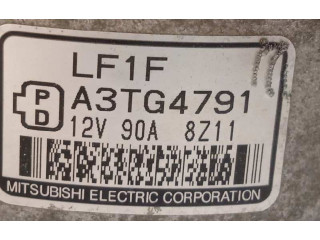 LF1F
P
D
A3TG4791
12V 90A 8Z11
MITSUBISHI ELECTRIC CORPORATION